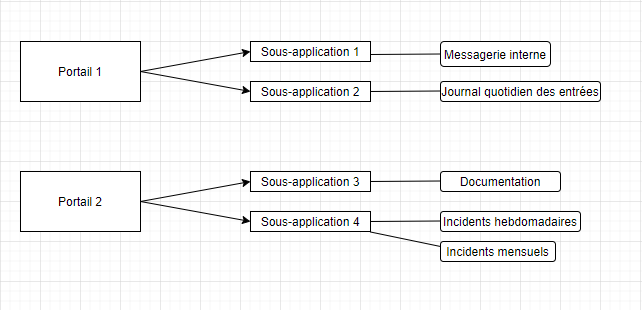 Portail 1
Sous-application 1
Messagerie interne
Sous-application 2
Journal quotidien des entrées
Portail 2
Sous-application 3
Documentation
Sous-application 4
Incidents hebdomadaires
Incidents mensuels